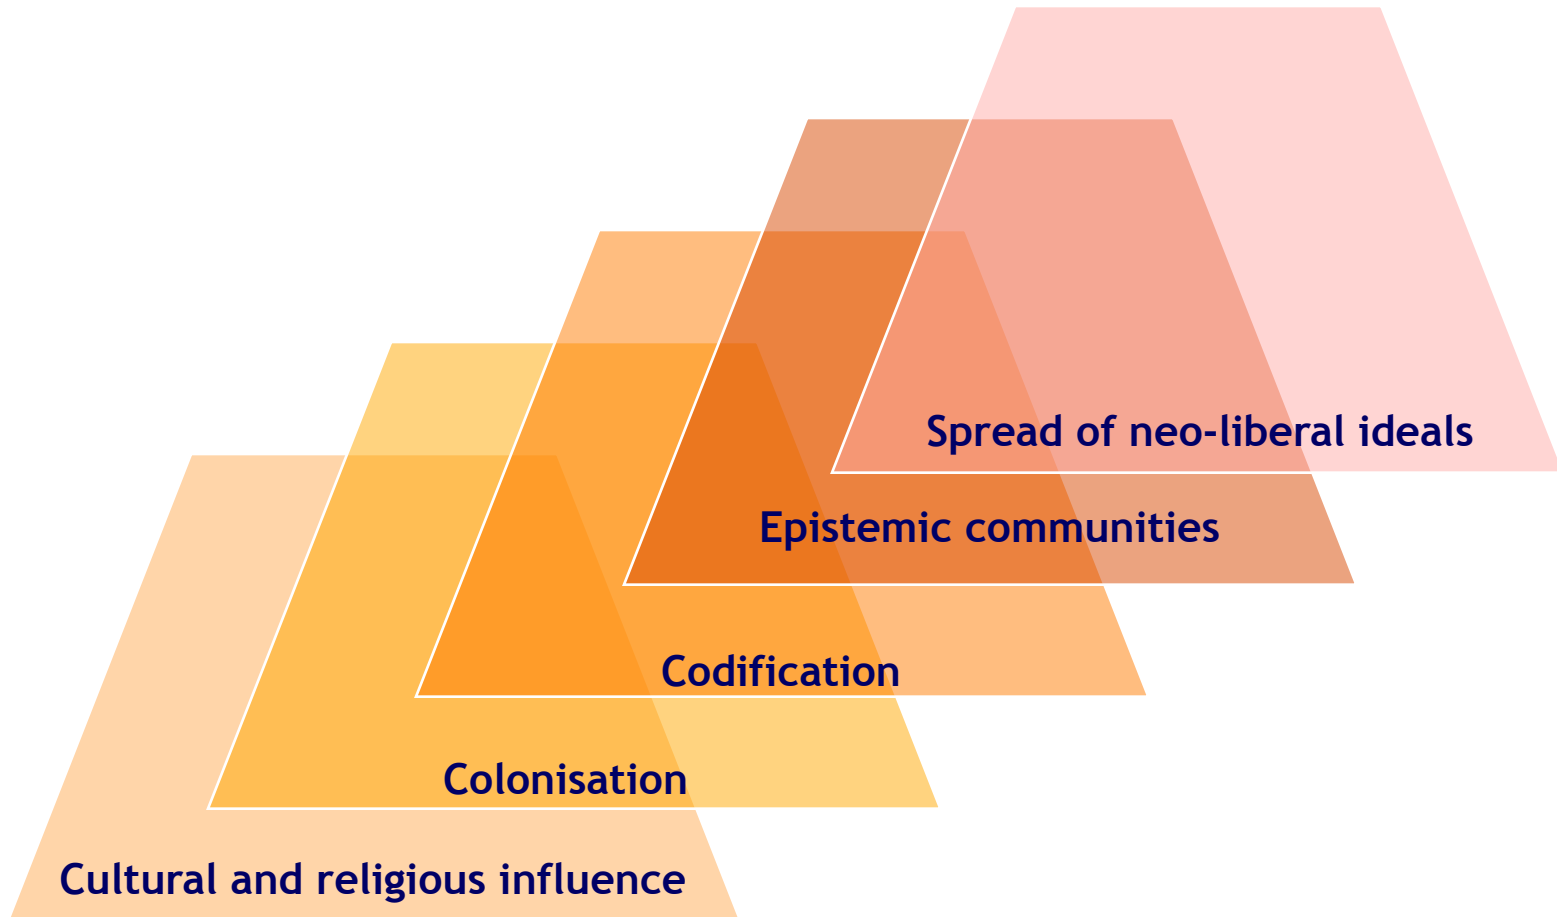 Spread of neo-liberal ideals
Epistemic communities
Codification
Colonisation
Cultural and religious influence